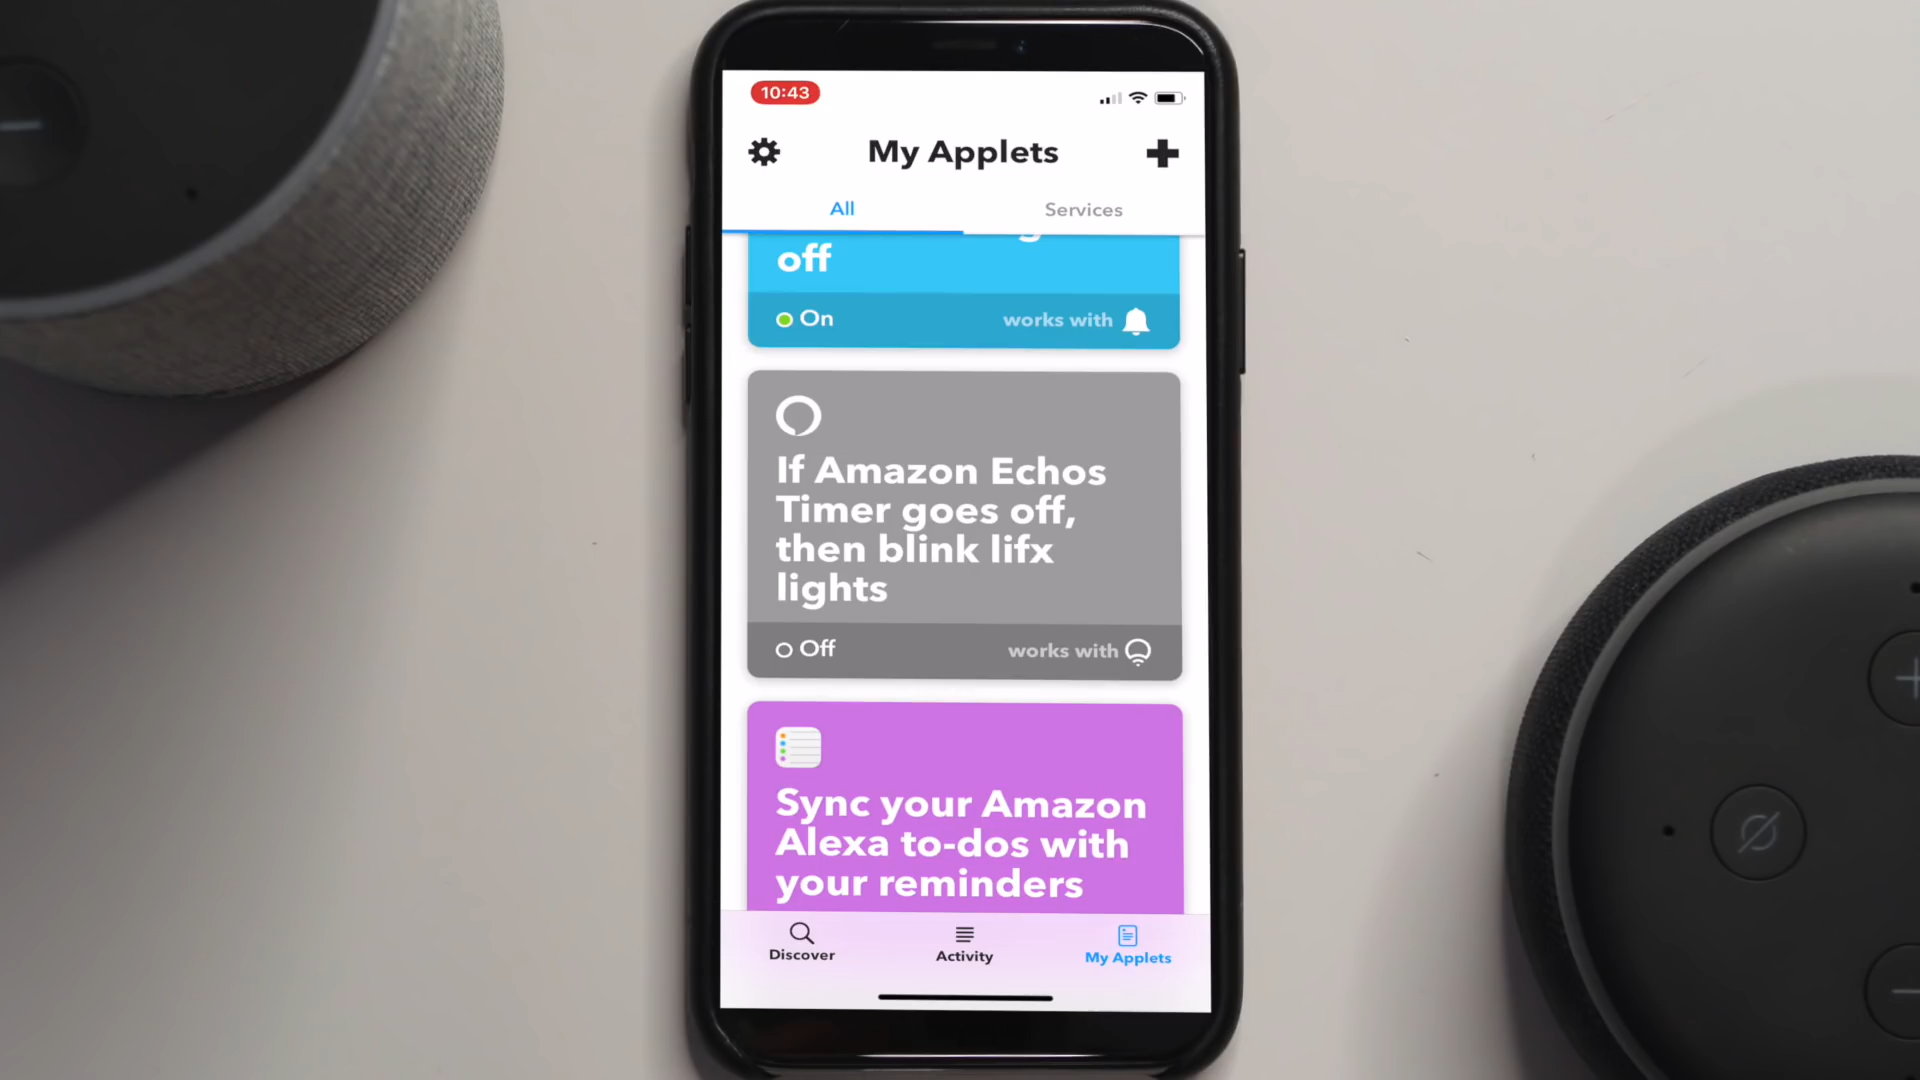 10:43
My Applets
All
Services
off
On
works with
If Amazon Echos
Timer goes off,
then blink lifx
lights
Off
works with
Sync your Amazon
Alexa to-dos with
your reminders
Discover
Activity
My Applets